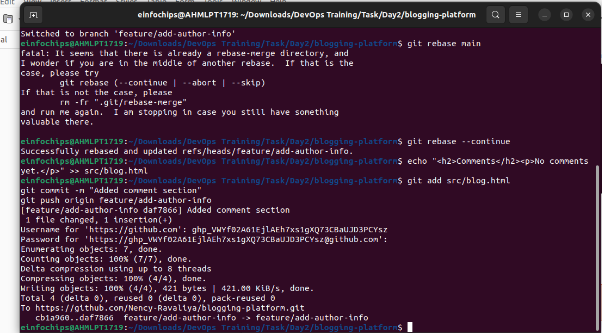 einfochips@AHMLPT1719: ~/Downloads/DevOps Training/Task/Day2/blogging-platform
Switched to branch 'feature/add-author-info'
einfochips@AHMLPT1719:~/Downloads/DevOps Training/Task/Day2/blogging-platform$ git rebase main
fatal: It seems that there is already a rebase-merge directory, and
I wonder if you are in the middle of another rebase.  If that is the
case, please try
git rebase (--continue | --abort | --skip)
If that is not the case, please
rm -fr ".git/rebase-merge"
and run me again.  I am stopping in case you still have something
valuable there.
einfochips@AHMLPT1719:~/Downloads/DevOps Training/Task/Day2/blogging-platform$ git rebase --continue
Successfully rebased and updated refs/heads/feature/add-author-info.
einfochips@AHMLPT1719:~/Downloads/DevOps Training/Task/Day2/blogging-platform$ echo "<h2>Comments</h2><p>No comments
yet.</p>" >> src/blog.html
einfochips@AHMLPT1719:~/Downloads/DevOps Training/Task/Day2/blogging-platform$ git add src/blog.html
git commit -m "Added comment section"
git push origin feature/add-author-info
[feature/add-author-info daf7866] Added comment section
1 file changed, 1 insertion(+)
Username for 'https://github.com': [access token redacted]
Password for 'https://[access token redacted]@github.com':
Enumerating objects: 7, done.
Counting objects: 100% (7/7), done.
Delta compression using up to 8 threads
Compressing objects: 100% (4/4), done.
Writing objects: 100% (4/4), 421 bytes | 421.00 KiB/s, done.
Total 4 (delta 0), reused 0 (delta 0), pack-reused 0
To https://github.com/Nency-Ravaliya/blogging-platform.git
cb1a960..daf7866  feature/add-author-info -> feature/add-author-info
einfochips@AHMLPT1719:~/Downloads/DevOps Training/Task/Day2/blogging-platform$